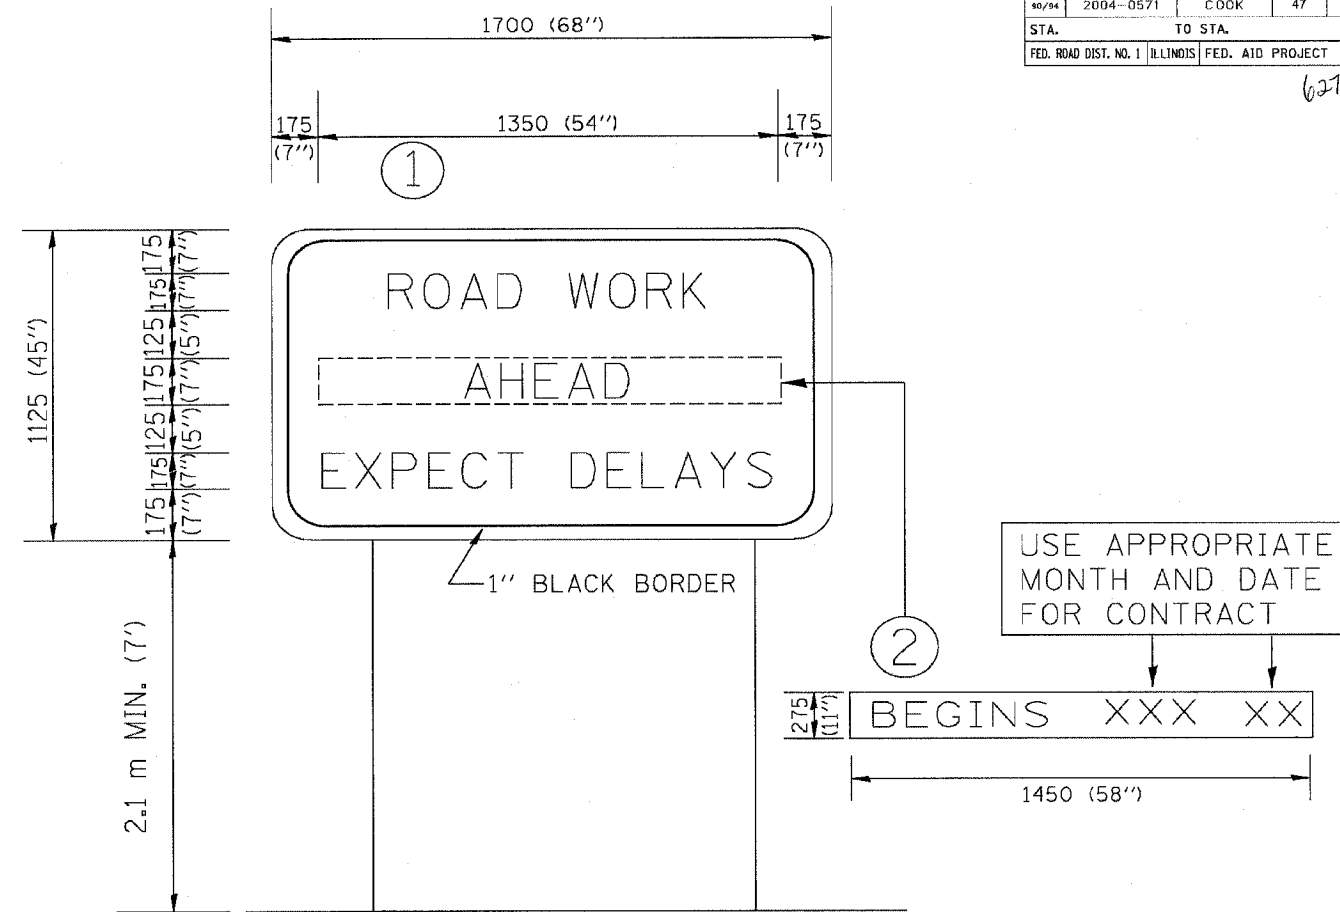 90/94 2004-0571 COOK 47
STA. TO STA.
FED. ROAD DIST. NO. 1 ILLINOIS FED. AID PROJECT
627
1700 (68'')
175 (7'')
1350 (54'')
175 (7'')
1
1125 (45'')
175 (7'')
175 (7'')
125 (5'')
175 (7'')
125 (5'')
175 (7'')
175 (7'')
ROAD WORK
AHEAD
EXPECT DELAYS
1'' BLACK BORDER
2.1 m MIN. (7')
2
USE APPROPRIATE
MONTH AND DATE
FOR CONTRACT
275 (11'')
BEGINS XXX XX
1450 (58'')